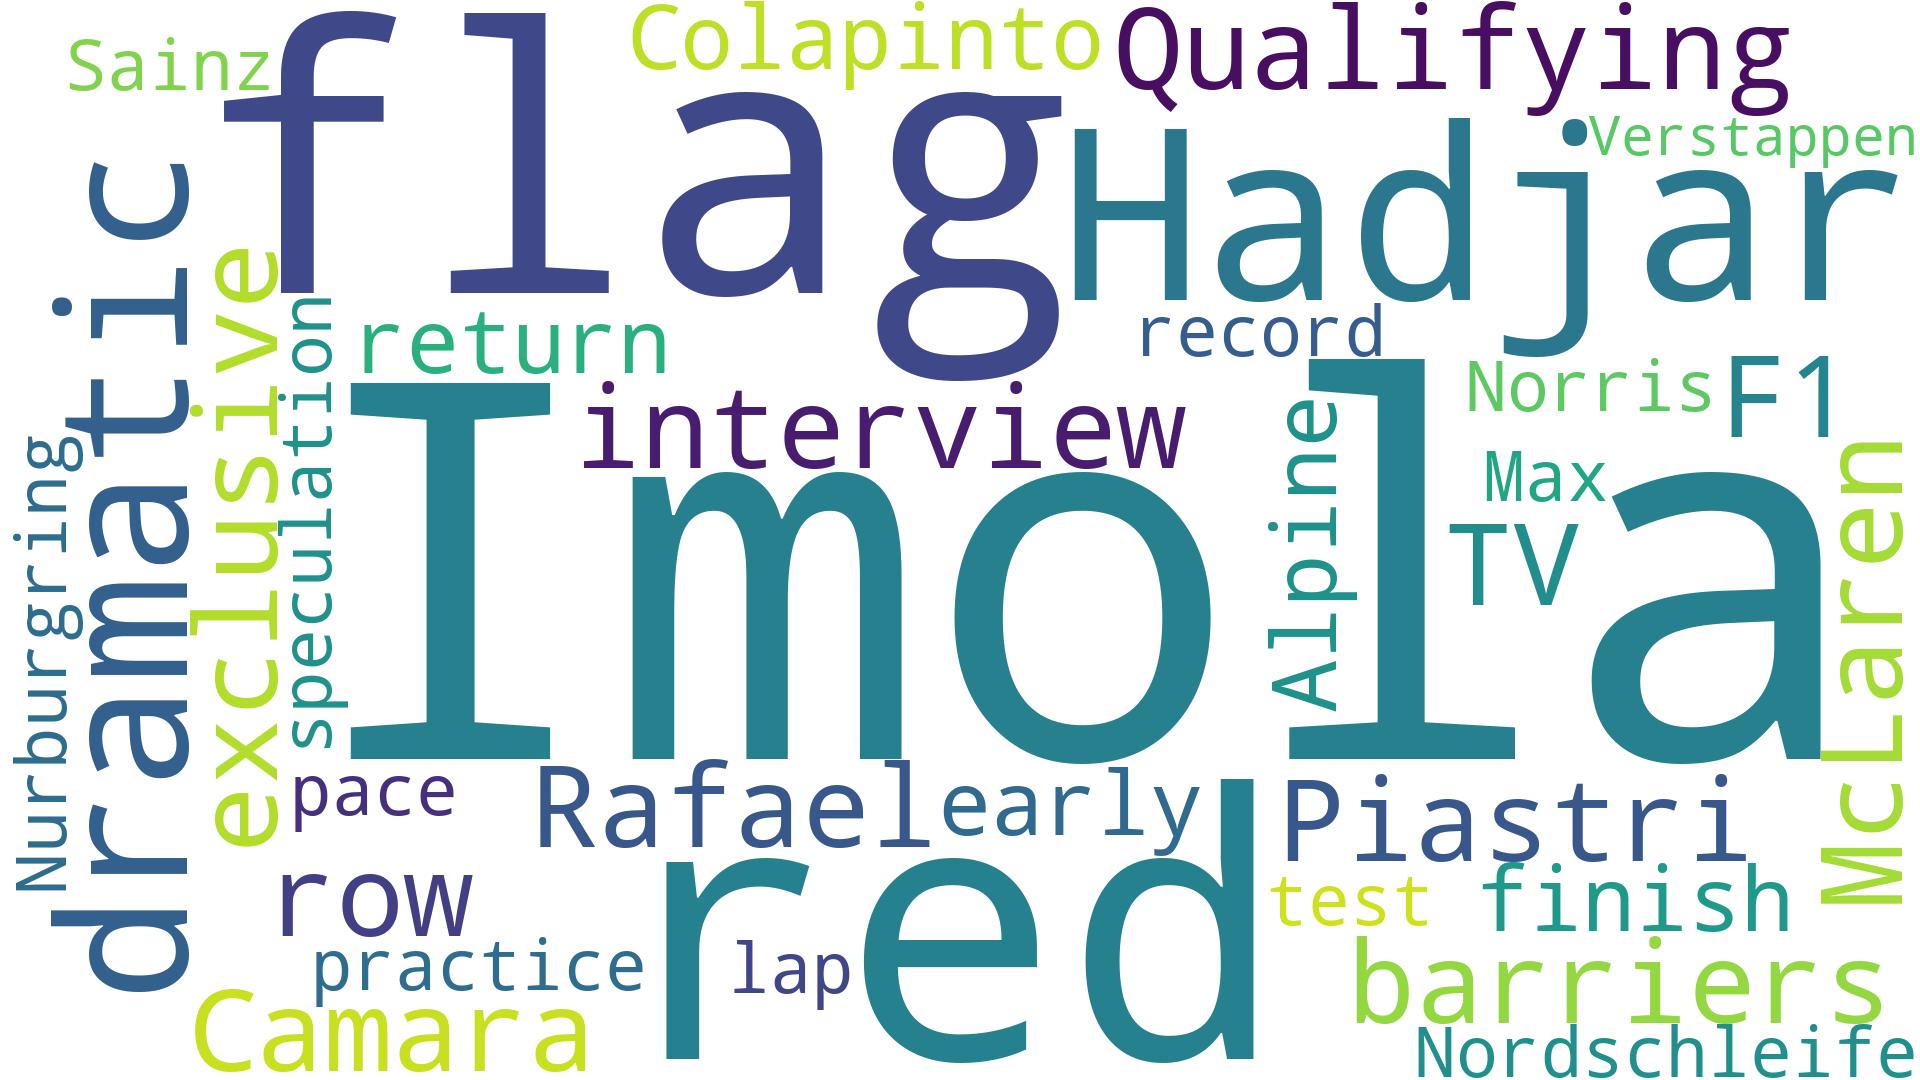 Sainz
flag
Colapinto
Qualifying
Hadjar
Verstappen
dramatic
exclusive
speculation
Nurburgring
return
record
interview
Imola
Alpine
Norris
F1
Max
TV
McLaren
pace
Rafael
early
Piastri
row
red
test
finish
practice
lap
barriers
Camara
Nordschleife